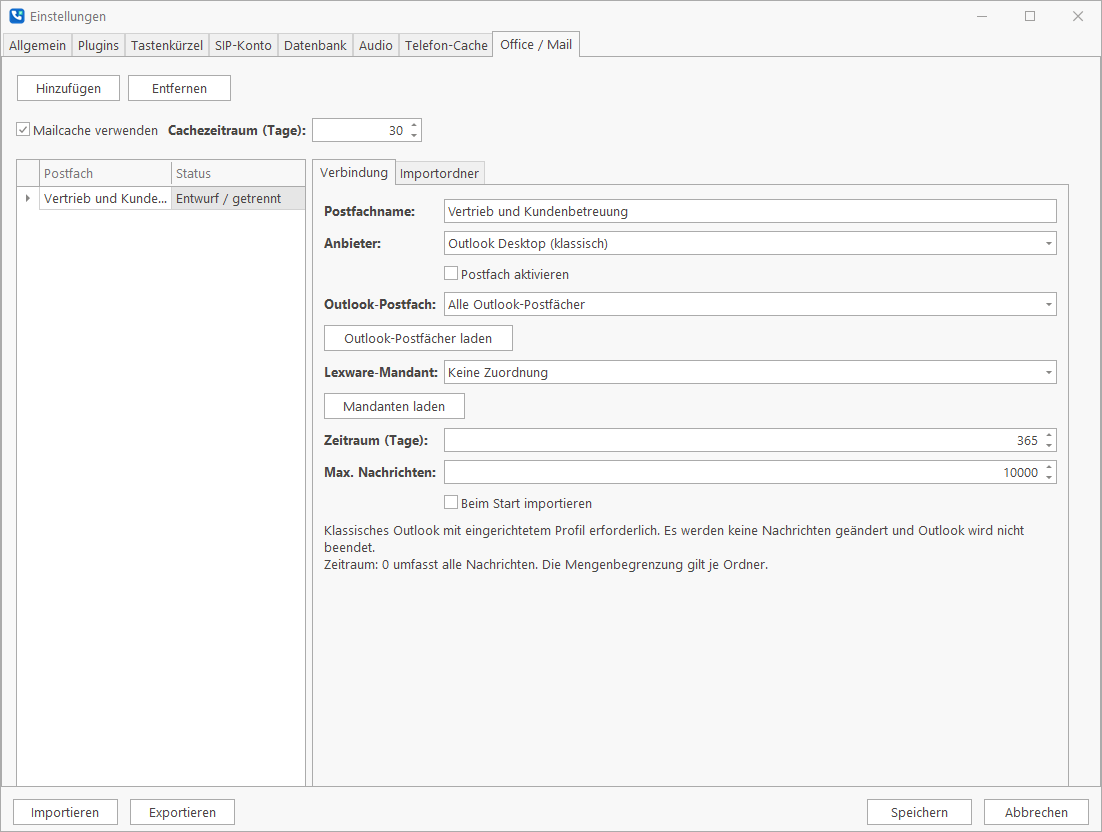 Einstellungen
Allgemein Plugins Tastenkürzel SIP-Konto Datenbank Audio Telefon-Cache Office / Mail
Hinzufügen Entfernen
Mailcache verwenden Cachezeitraum (Tage): 30
Postfach Status
Vertrieb und Kunde... Entwurf / getrennt
Verbindung Importordner
Postfachname: Vertrieb und Kundenbetreuung
Anbieter: Outlook Desktop (klassisch)
Postfach aktivieren
Outlook-Postfach: Alle Outlook-Postfächer
Outlook-Postfächer laden
Lexware-Mandant: Keine Zuordnung
Mandanten laden
Zeitraum (Tage): 365
Max. Nachrichten: 10000
Beim Start importieren
Klassisches Outlook mit eingerichtetem Profil erforderlich. Es werden keine Nachrichten geändert und Outlook wird nicht
beendet.
Zeitraum: 0 umfasst alle Nachrichten. Die Mengenbegrenzung gilt je Ordner.
Importieren Exportieren Speichern Abbrechen